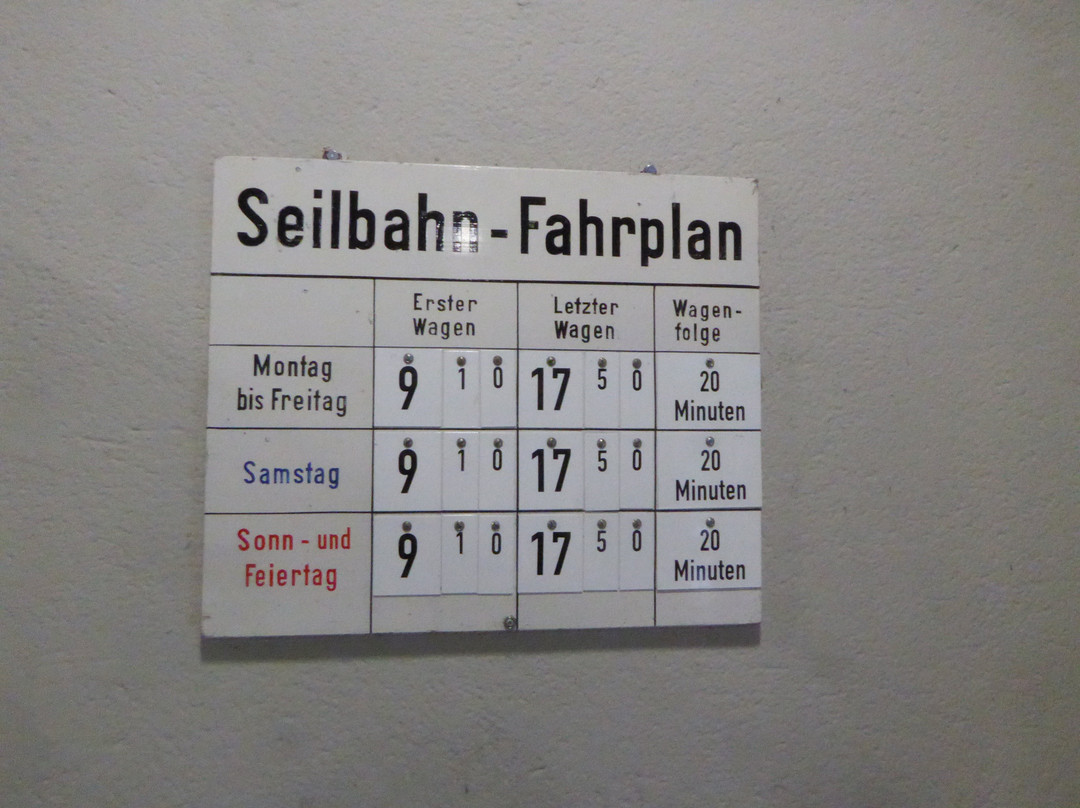 Seilbahn - Fahrplan
Erster Wagen Letzter Wagen Wagen- folge
Montag bis Freitag 9 10 17 50 20 Minuten
Samstag 9 10 17 50 20 Minuten
Sonn - und Feiertag 9 10 17 50 20 Minuten